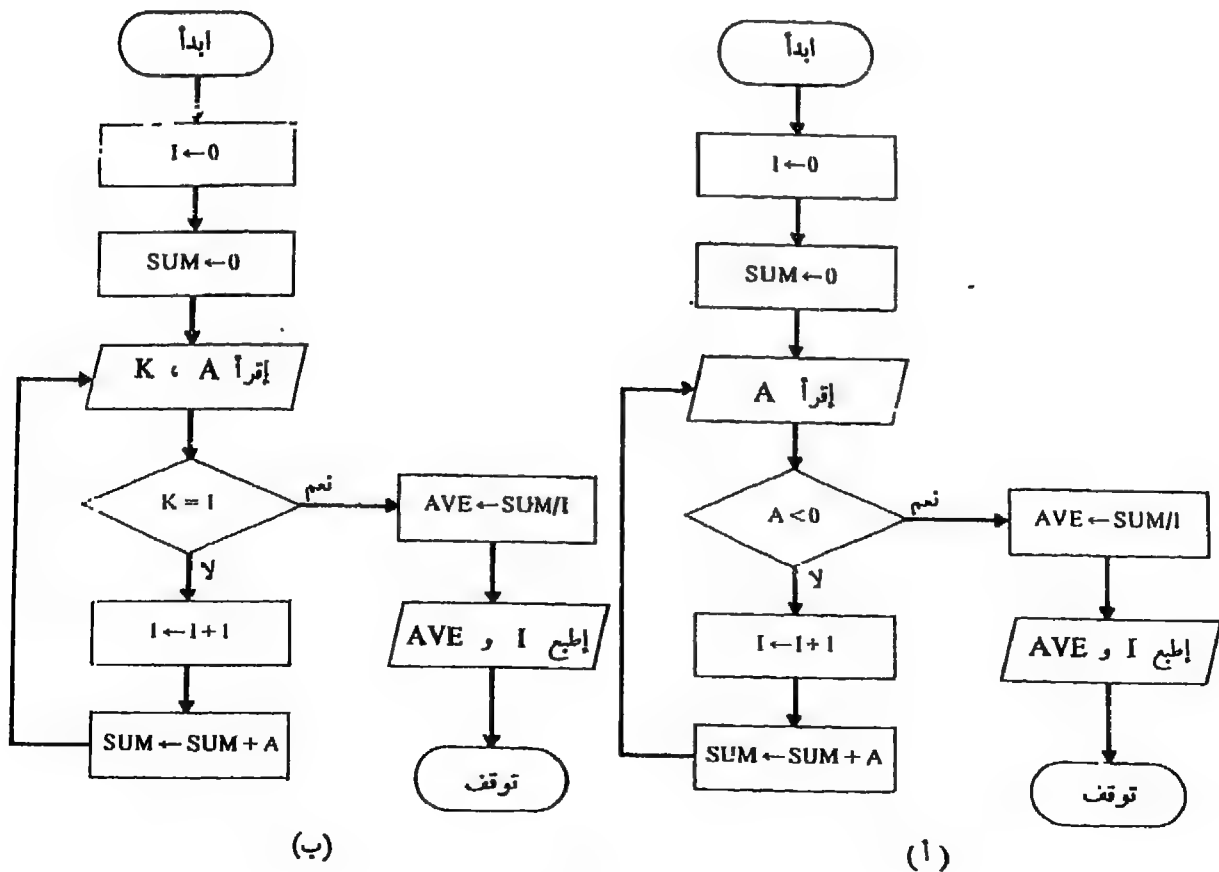 ابدأ
I←0
SUM←0
إقرأ A
A<0
نعم
لا
AVE←SUM/I
I←I+1
إطبع I و AVE
SUM←SUM+A
توقف
(أ)
ابدأ
I←0
SUM←0
إقرأ A ، K
K=1
نعم
لا
AVE←SUM/I
I←I+1
إطبع I و AVE
SUM←SUM+A
توقف
(ب)